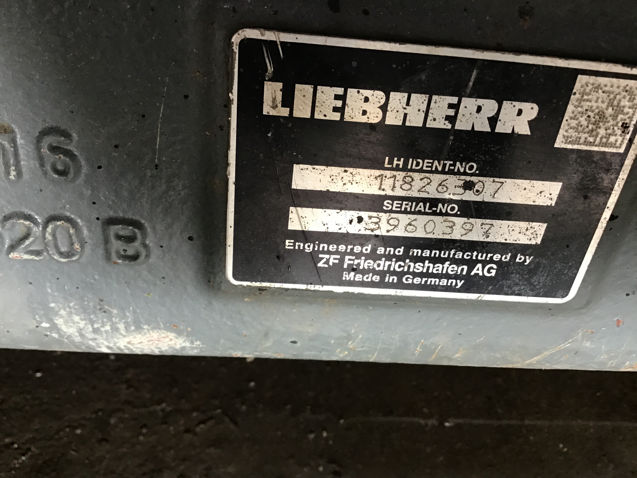 16
20 B
LIEBHERR
LH IDENT-NO.
11826307
SERIAL-NO.
3960397
Engineered and manufactured by
ZF Friedrichshafen AG
Made in Germany